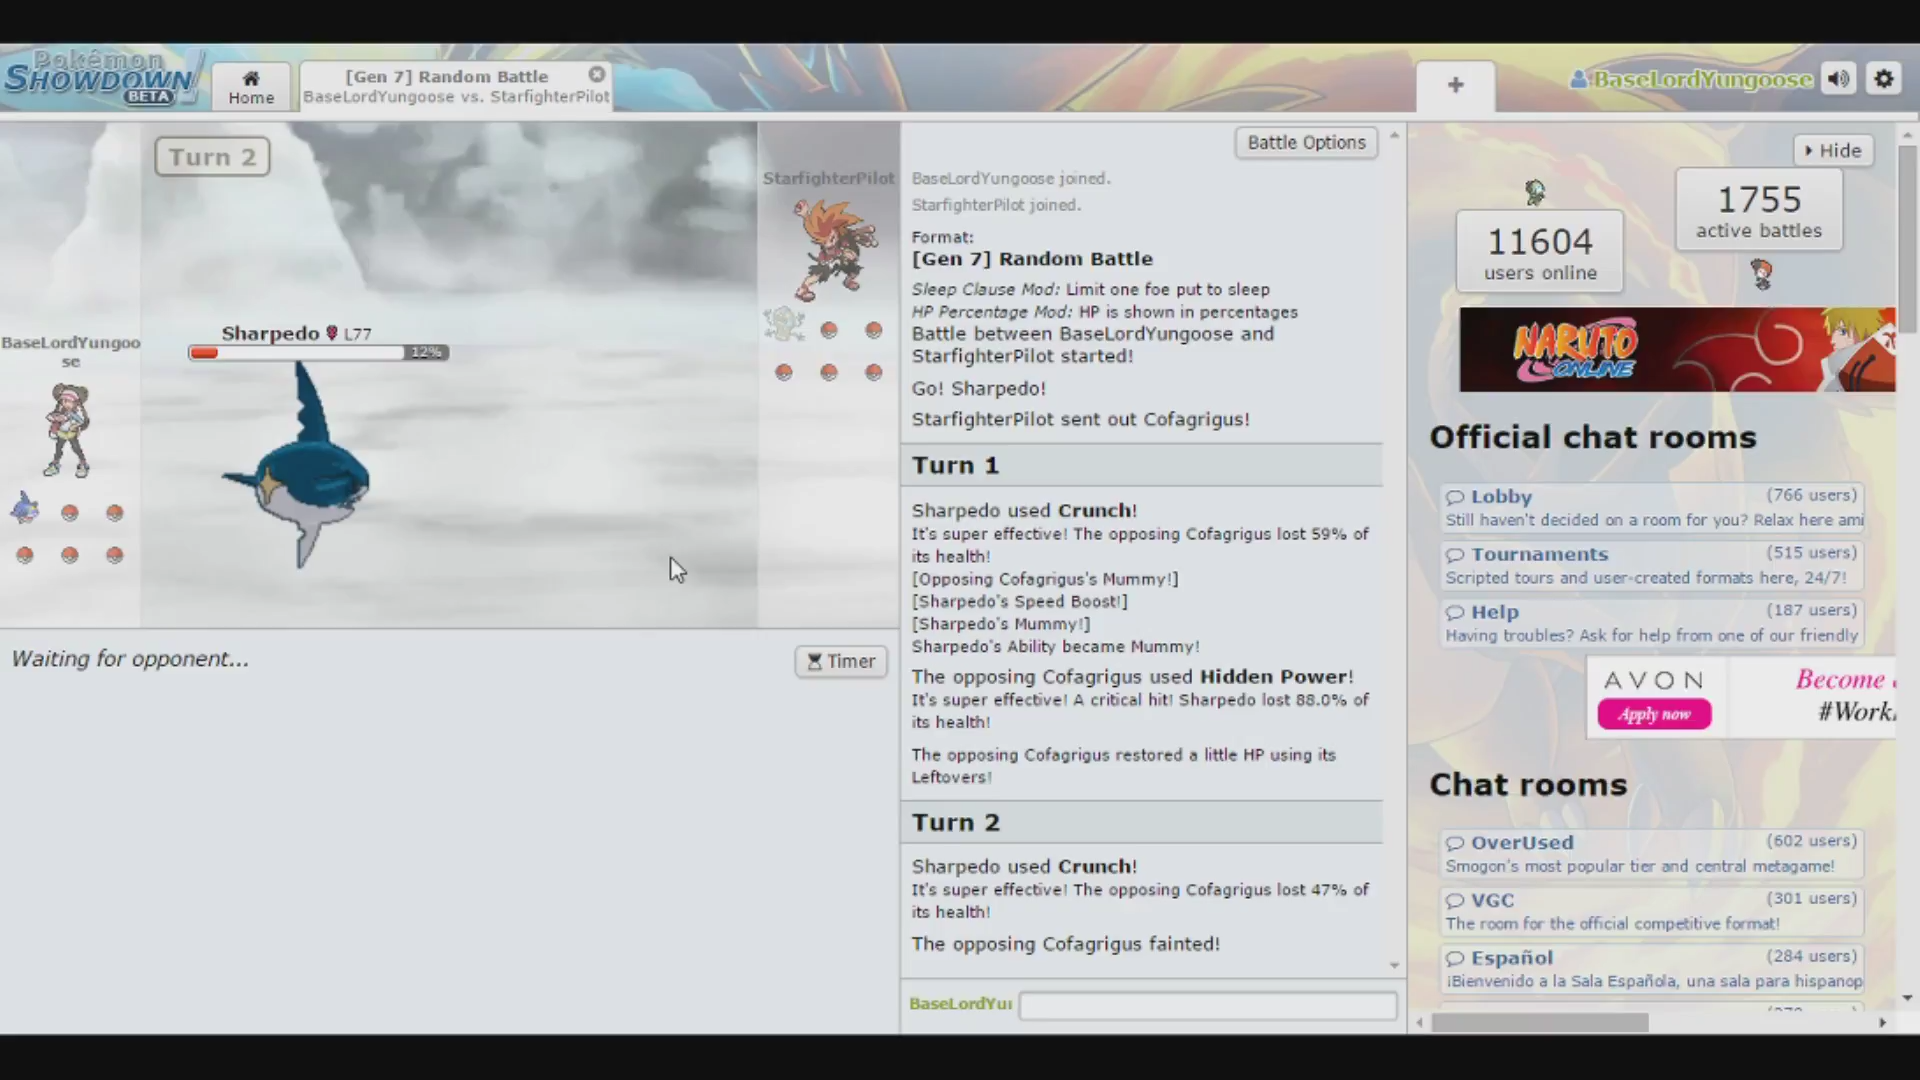 Pokémon
SHOWDOWN!
BETA
Home
[Gen 7] Random Battle
BaseLordYungoose vs. StarfighterPilot
+
BaseLordYungoose
Turn 2
BaseLordYungoo
se
Sharpedo L77
12%
StarfighterPilot
Waiting for opponent...
Timer
Battle Options
BaseLordYungoose joined.
StarfighterPilot joined.
Format:
[Gen 7] Random Battle
Sleep Clause Mod: Limit one foe put to sleep
HP Percentage Mod: HP is shown in percentages
Battle between BaseLordYungoose and
StarfighterPilot started!
Go! Sharpedo!
StarfighterPilot sent out Cofagrigus!
Turn 1
Sharpedo used Crunch!
It's super effective! The opposing Cofagrigus lost 59% of
its health!
[Opposing Cofagrigus's Mummy!]
[Sharpedo's Speed Boost!]
[Sharpedo's Mummy!]
Sharpedo's Ability became Mummy!
The opposing Cofagrigus used Hidden Power!
It's super effective! A critical hit! Sharpedo lost 88.0% of
its health!
The opposing Cofagrigus restored a little HP using its
Leftovers!
Turn 2
Sharpedo used Crunch!
It's super effective! The opposing Cofagrigus lost 47% of
its health!
The opposing Cofagrigus fainted!
BaseLordYu
Hide
11604
users online
1755
active battles
NARUTO
ONLINE
Official chat rooms
Lobby (766 users)
Still haven't decided on a room for you? Relax here ami
Tournaments (515 users)
Scripted tours and user-created formats here, 24/7!
Help (187 users)
Having troubles? Ask for help from one of our friendly
AVON
Apply now
Become
#Work
Chat rooms
OverUsed (602 users)
Smogon's most popular tier and central metagame!
VGC (301 users)
The room for the official competitive format!
Español (284 users)
¡Bienvenido a la Sala Española, una sala para hispanop